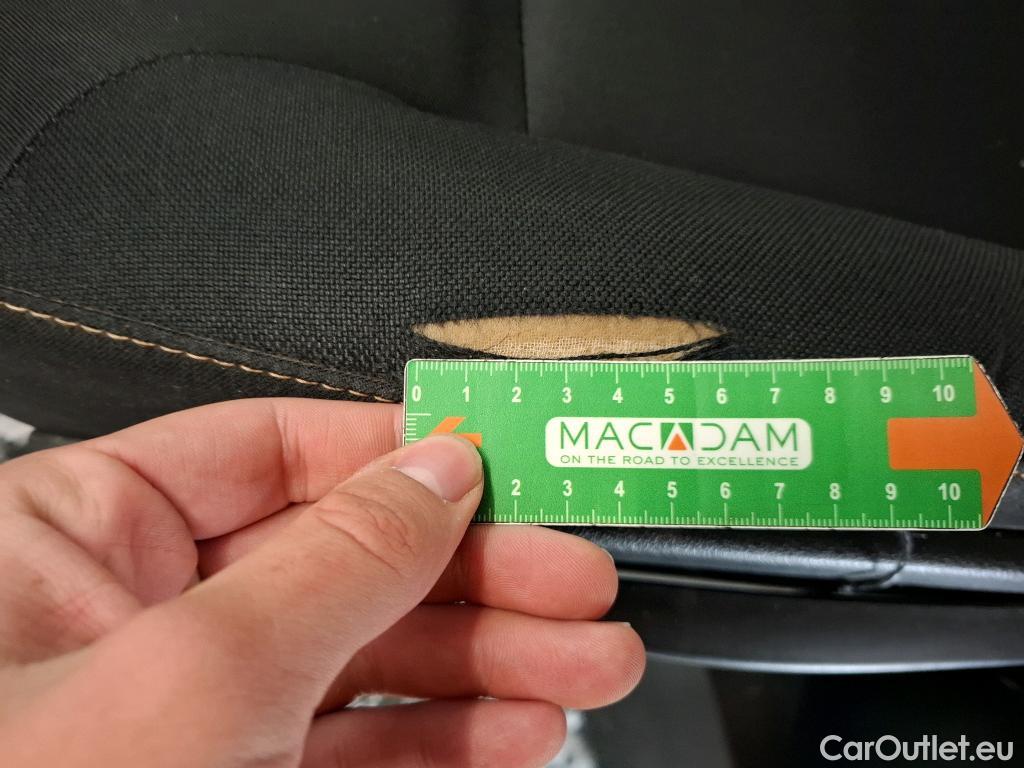 0 1 2 3 4 5 6 7 8 9 10
MACADAM
ON THE ROAD TO EXCELLENCE
2 3 4 5 6 7 8 9 10
CarOutlet.eu